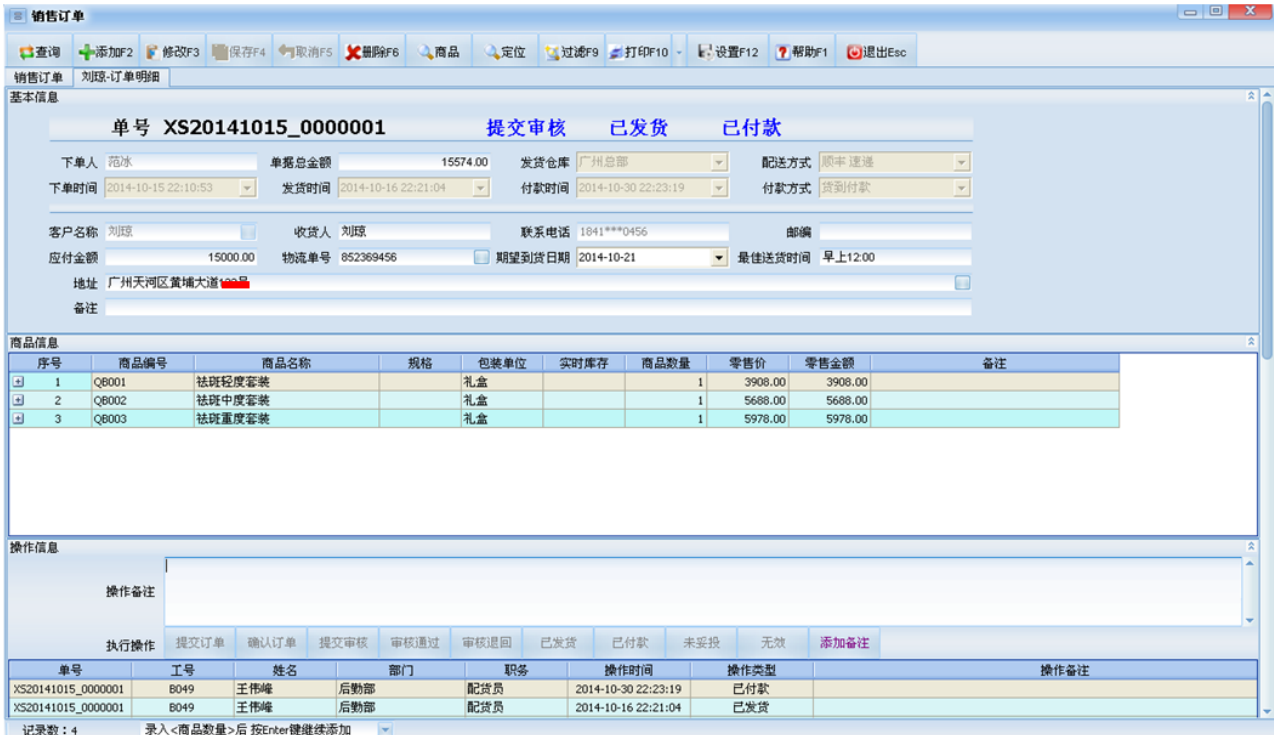 销售订单
查询 添加F2 修改F3 保存F4 取消F5 删除F6 商品 定位 过滤F9 打印F10 设置F12 帮助F1 退出Esc
销售订单 刘琼-订单明细
基本信息
单号 XS20141015_0000001 提交审核 已发货 已付款
下单人 范冰 单据总金额 15574.00 发货仓库 广州总部 配送方式 顺丰速递
下单时间 2014-10-15 22:10:53 发货时间 2014-10-16 22:21:04 付款时间 2014-10-30 22:23:19 付款方式 货到付款
客户名称 刘琼 收货人 刘琼 联系电话 1841***0456 邮编
应付金额 15000.00 物流单号 852369456 期望到货日期 2014-10-21 最佳送货时间 早上12:00
地址 广州天河区黄埔大道
备注
商品信息
序号 商品编号 商品名称 规格 包装单位 实时库存 商品数量 零售价 零售金额 备注
1 QB001 祛斑轻度套装 礼盒 1 3908.00 3908.00
2 QB002 祛斑中度套装 礼盒 1 5688.00 5688.00
3 QB003 祛斑重度套装 礼盒 1 5978.00 5978.00
操作信息
操作备注
执行操作 提交订单 确认订单 提交审核 审核通过 审核退回 已发货 已付款 未妥投 无效 添加备注
单号 工号 姓名 部门 职务 操作时间 操作类型 操作备注
XS20141015_0000001 B049 王伟峰 后勤部 配货员 2014-10-30 22:23:19 已付款
XS20141015_0000001 B049 王伟峰 后勤部 配货员 2014-10-16 22:21:04 已发货
记录数：4 录入<商品数量>后 按Enter键继续添加